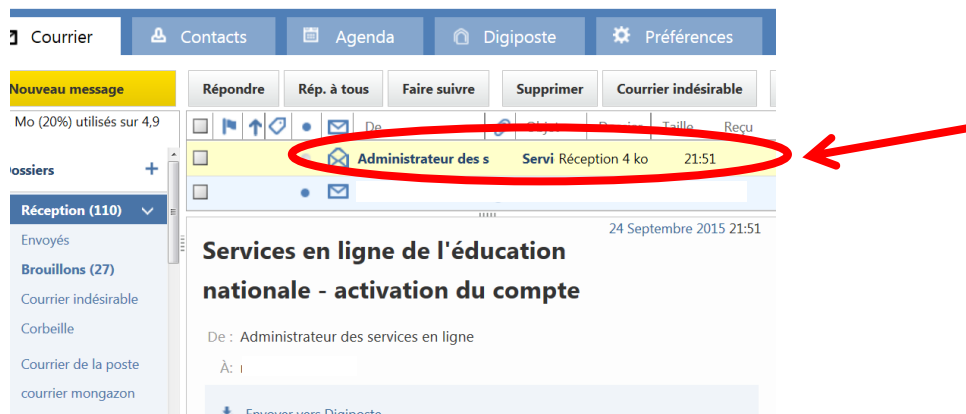 Courrier Contacts Agenda Digiposte Préférences
Nouveau message Répondre Rép. à tous Faire suivre Supprimer Courrier indésirable
Mo (20%) utilisés sur 4,9
De Objet Dossier Taille Reçu
Administrateur des s Servi Réception 4 ko 21:51
Dossiers +
Réception (110)
Envoyés
Brouillons (27)
Courrier indésirable
Corbeille
Courrier de la poste
courrier mongazon
24 Septembre 2015 21:51
Services en ligne de l'éducation
nationale - activation du compte
De : Administrateur des services en ligne
À:
Envoyer vers Digiposte